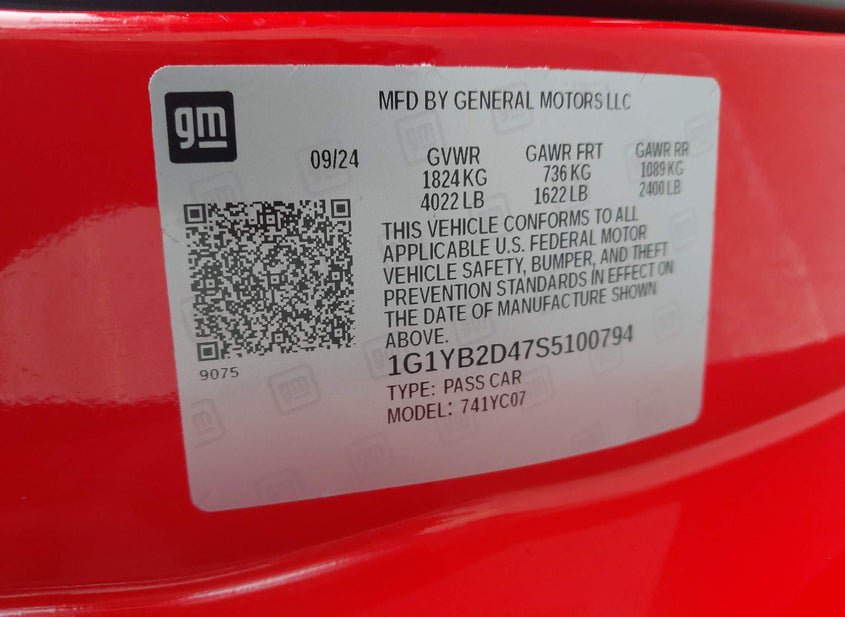 gm
MFD BY GENERAL MOTORS LLC
09/24
GVWR
1824 KG
4022 LB
GAWR FRT
736 KG
1622 LB
GAWR RR
1089 KG
2400 LB
THIS VEHICLE CONFORMS TO ALL
APPLICABLE U.S. FEDERAL MOTOR
VEHICLE SAFETY, BUMPER, AND THEFT
PREVENTION STANDARDS IN EFFECT ON
THE DATE OF MANUFACTURE SHOWN
ABOVE.
9075
1G1YB2D47S5100794
TYPE: PASS CAR
MODEL: 741YC07